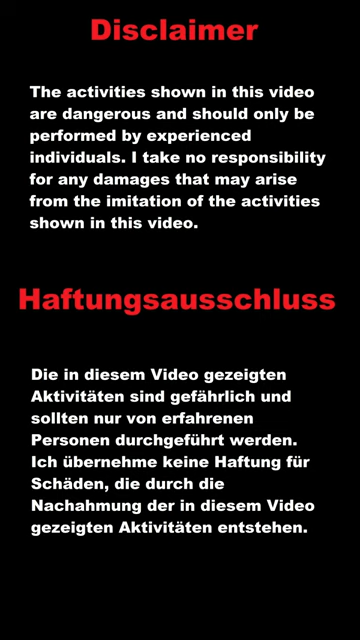 Disclaimer
The activities shown in this video
are dangerous and should only be
performed by experienced
individuals. I take no responsibility
for any damages that may arise
from the imitation of the activities
shown in this video.
Haftungsausschluss
Die in diesem Video gezeigten
Aktivitäten sind gefährlich und
sollten nur von erfahrenen
Personen durchgeführt werden.
Ich übernehme keine Haftung für
Schäden, die durch die
Nachahmung der in diesem Video
gezeigten Aktivitäten entstehen.